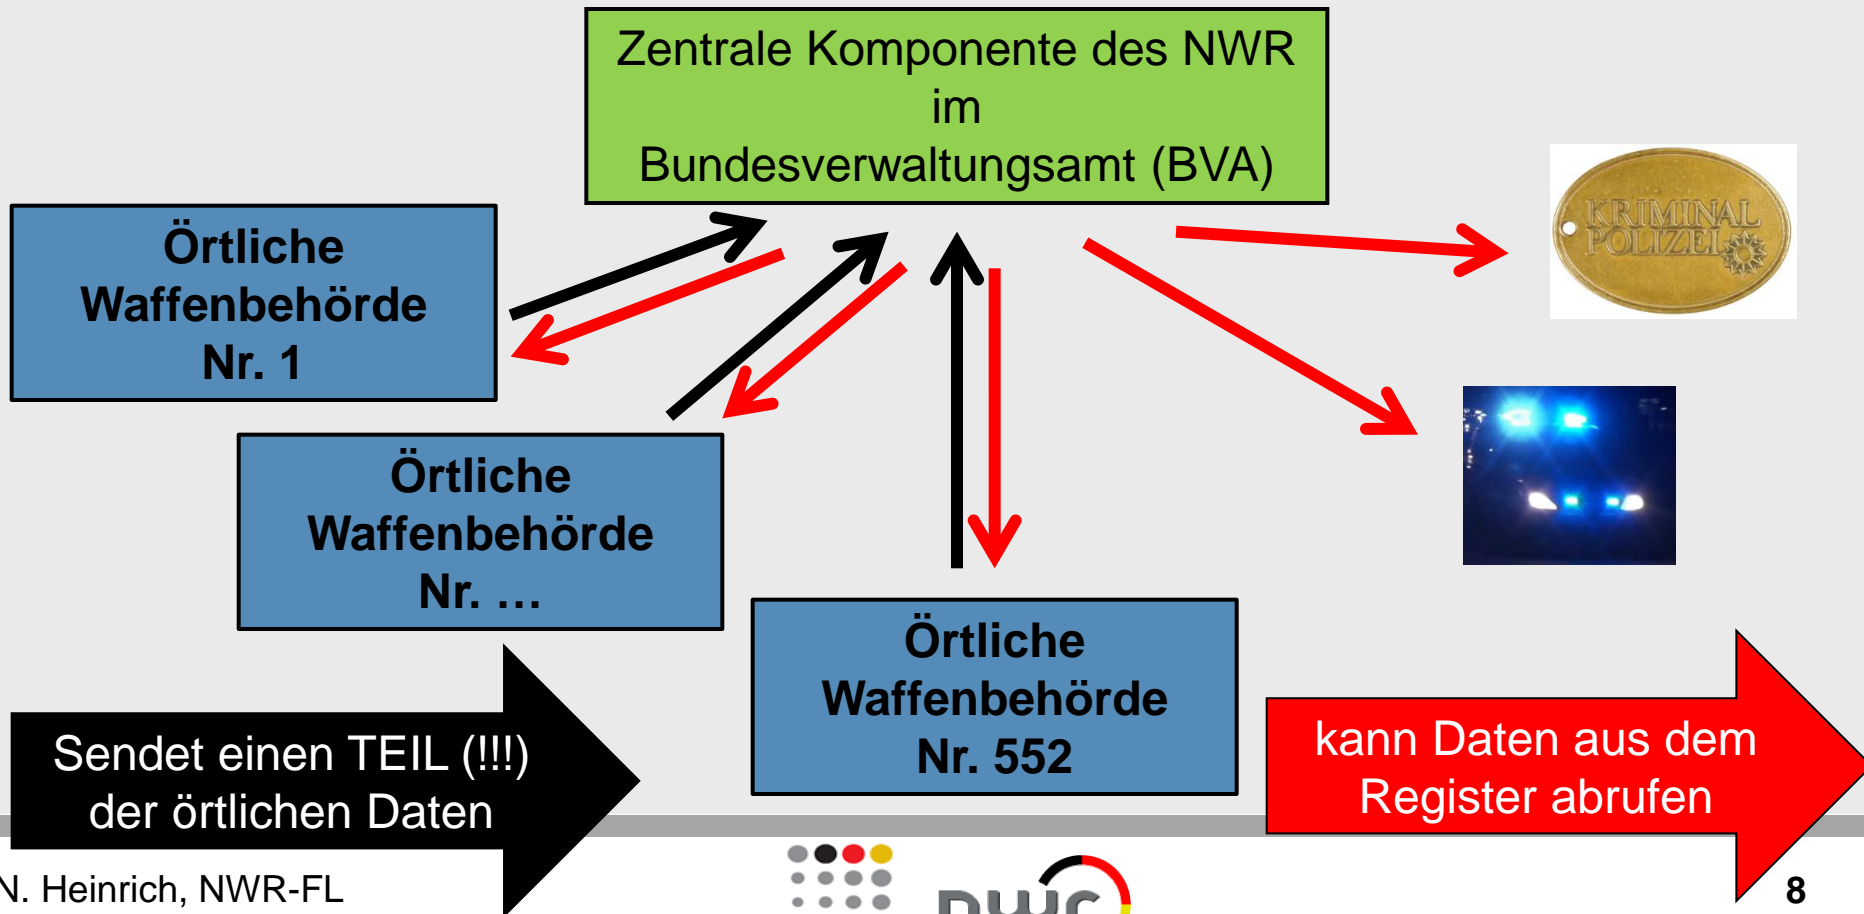 Zentrale Komponente des NWR
im
Bundesverwaltungsamt (BVA)
KRIMINAL
POLIZEI
Örtliche
Waffenbehörde
Nr. 1
Örtliche
Waffenbehörde
Nr. …
Örtliche
Waffenbehörde
Nr. 552
Sendet einen TEIL (!!!)
der örtlichen Daten
kann Daten aus dem
Register abrufen
N. Heinrich, NWR-FL
nwr
8